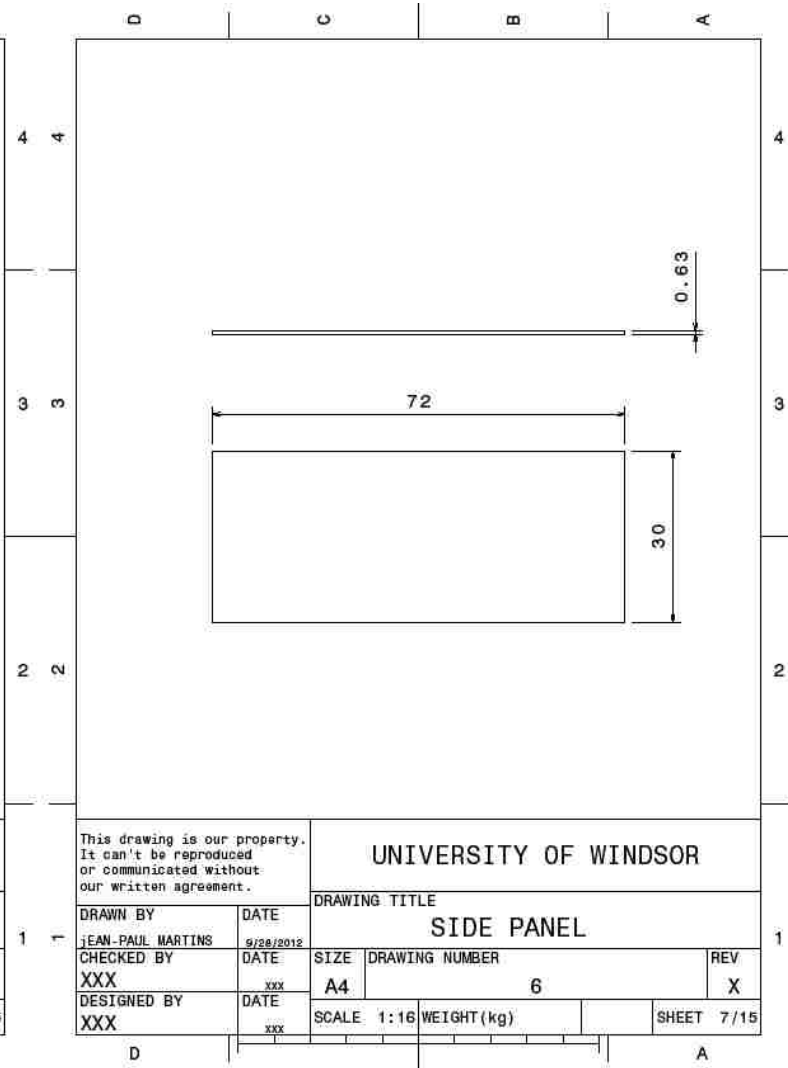 D C B A
4 4 4
0.63
3 3 3
72
30
2 2 2
This drawing is our property.
It can't be reproduced
or communicated without
our written agreement.
UNIVERSITY OF WINDSOR
DRAWING TITLE
SIDE PANEL
DRAWN BY DATE
jEAN-PAUL MARTINS 9/28/2012
1 1 1
CHECKED BY DATE
XXX xxx
SIZE DRAWING NUMBER REV
A4 6 X
DESIGNED BY DATE
XXX xxx
SCALE 1:16 WEIGHT(kg) SHEET 7/15
D A